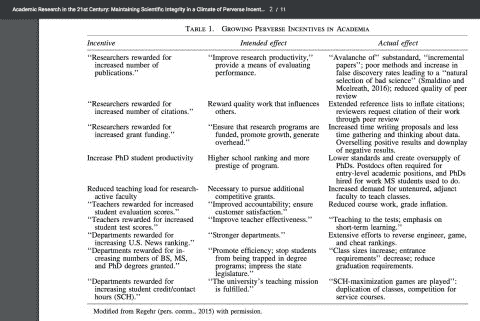 Academic Research in the 21st Century: Maintaining Scientific Integrity in a Climate of Perverse Incent... 2 / 11
TABLE 1. GROWING PERVERSE INCENTIVES IN ACADEMIA
Incentive Intended effect Actual effect
“Researchers rewarded for increased number of publications.” “Improve research productivity,” provide a means of evaluating performance. “Avalanche of” substandard, “incremental papers”; poor methods and increase in false discovery rates leading to a “natural selection of bad science” (Smaldino and Mcelreath, 2016); reduced quality of peer review
“Researchers rewarded for increased number of citations.” Reward quality work that influences others. Extended reference lists to inflate citations; reviewers request citation of their work through peer review
“Researchers rewarded for increased grant funding.” “Ensure that research programs are funded, promote growth, generate overhead.” Increased time writing proposals and less time gathering and thinking about data. Overselling positive results and downplay of negative results.
Increase PhD student productivity Higher school ranking and more prestige of program. Lower standards and create oversupply of PhDs. Postdocs often required for entry-level academic positions, and PhDs hired for work MS students used to do.
Reduced teaching load for research-active faculty Necessary to pursue additional competitive grants. Increased demand for untenured, adjunct faculty to teach classes.
“Teachers rewarded for increased student evaluation scores.” “Improved accountability; ensure customer satisfaction.” Reduced course work, grade inflation.
“Teachers rewarded for increased student test scores.” “Improve teacher effectiveness.” “Teaching to the tests; emphasis on short-term learning.”
“Departments rewarded for increasing U.S. News ranking.” “Stronger departments.” Extensive efforts to reverse engineer, game, and cheat rankings.
“Departments rewarded for increasing numbers of BS, MS, and PhD degrees granted.” “Promote efficiency; stop students from being trapped in degree programs; impress the state legislature.” “Class sizes increase; entrance requirements” decrease; reduce graduation requirements.
“Departments rewarded for increasing student credit/contact hours (SCH).” “The university’s teaching mission is fulfilled.” “SCH-maximization games are played”: duplication of classes, competition for service courses.
Modified from Regehr (pers. comm., 2015) with permission.